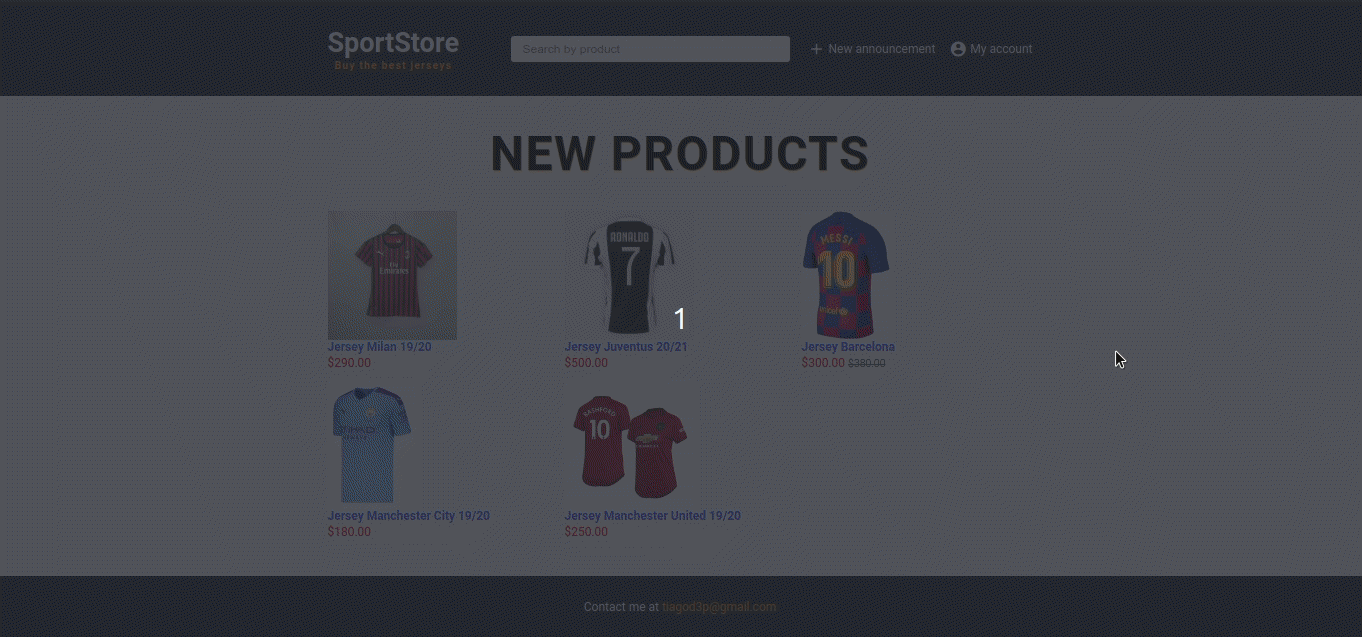 SportStore
Buy the best jerseys
Search by product
New announcement
My account
NEW PRODUCTS
Fly
Emirates
RONALDO
7
MESSI
10
1
Jersey Milan 19/20
$290.00
Jersey Juventus 20/21
$500.00
Jersey Barcelona
$300.00 $380.00
RASHFORD
10
Jersey Manchester City 19/20
$180.00
Jersey Manchester United 19/20
$250.00
Contact me at tiagod3p@gmail.com